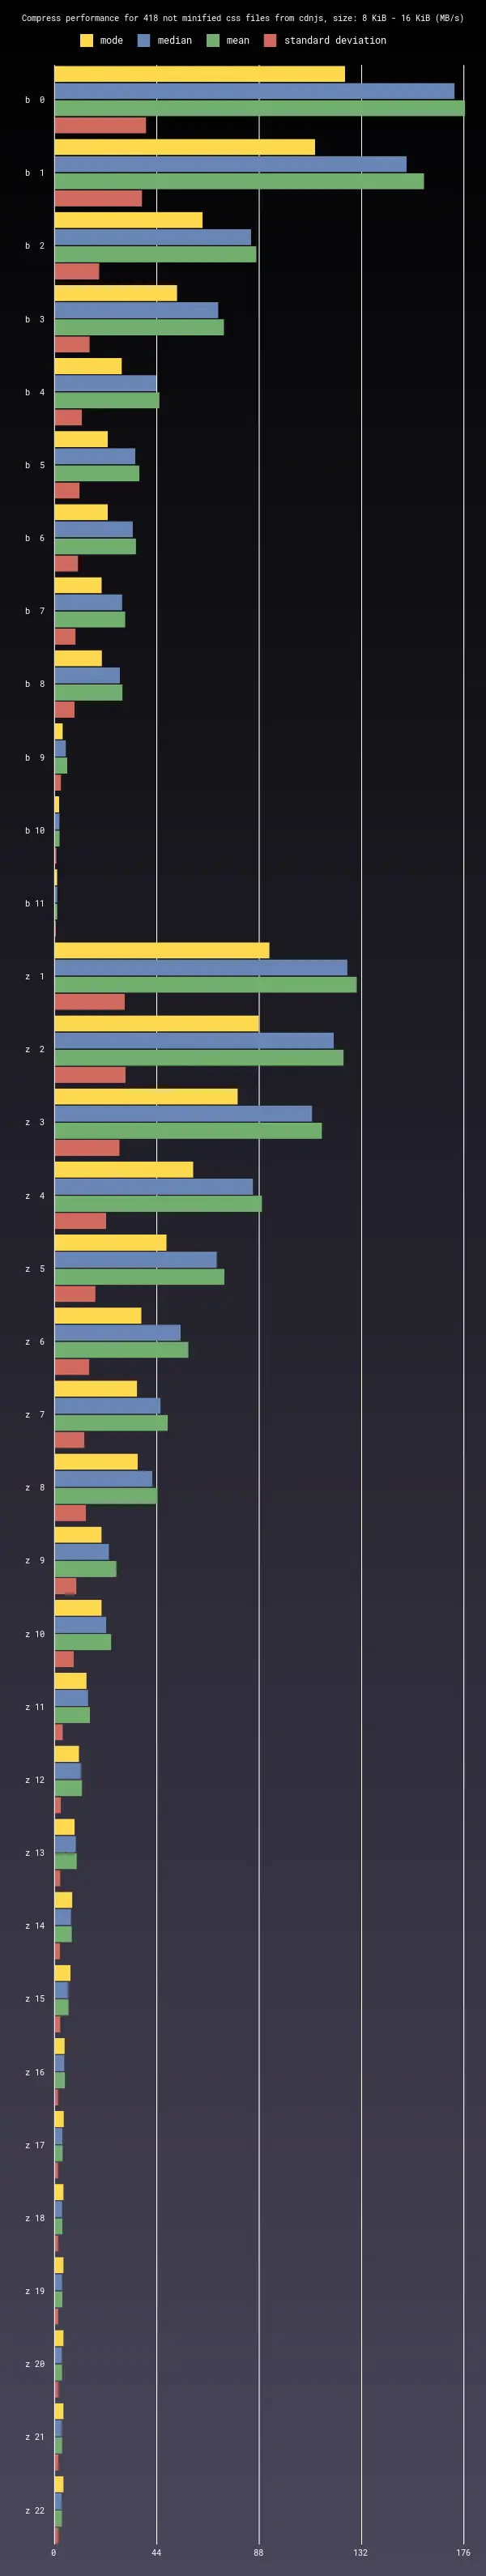 Compress performance for 418 not minified css files from cdnjs, size: 8 KiB - 16 KiB (MB/s)
mode median mean standard deviation
b 0
b 1
b 2
b 3
b 4
b 5
b 6
b 7
b 8
b 9
b 10
b 11
z 1
z 2
z 3
z 4
z 5
z 6
z 7
z 8
z 9
z 10
z 11
z 12
z 13
z 14
z 15
z 16
z 17
z 18
z 19
z 20
z 21
z 22
0 44 88 132 176